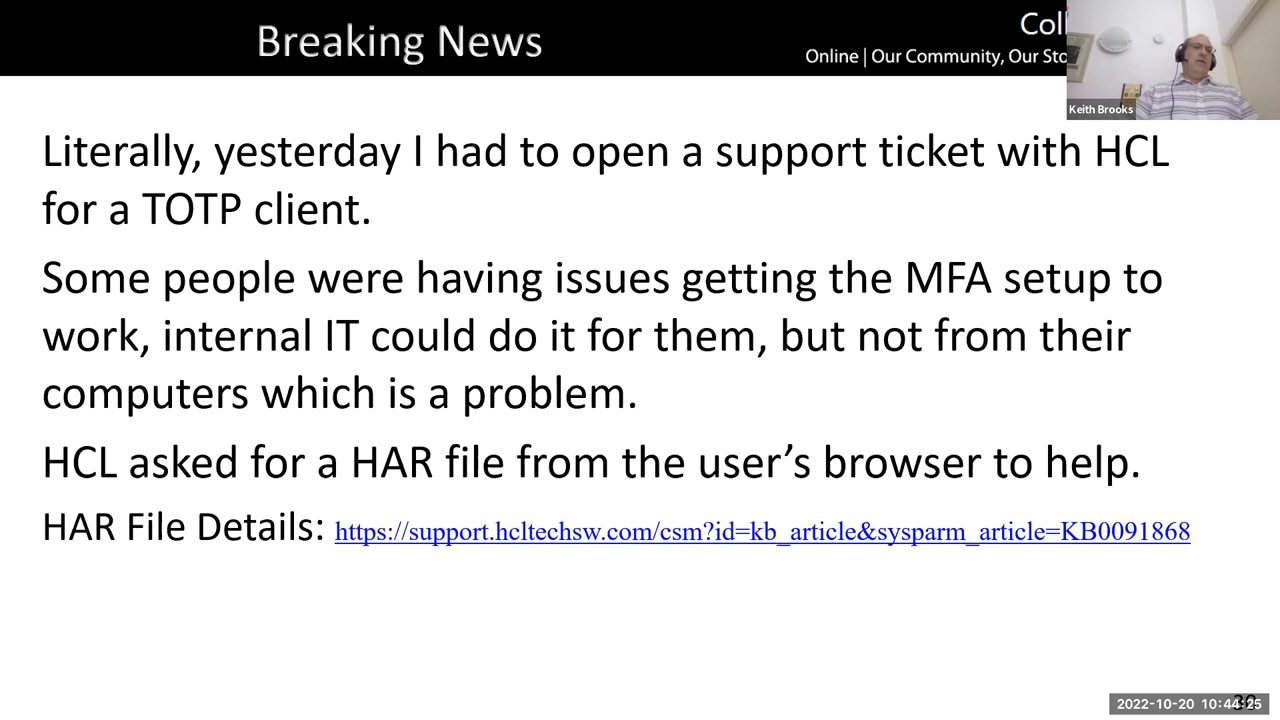 Breaking News
Coll
Online | Our Community, Our Sto
Keith Brooks
Literally, yesterday I had to open a support ticket with HCL
for a TOTP client.
Some people were having issues getting the MFA setup to
work, internal IT could do it for them, but not from their
computers which is a problem.
HCL asked for a HAR file from the user’s browser to help.
HAR File Details: https://support.hcltechsw.com/csm?id=kb_article&sysparm_article=KB0091868
2022-10-20 10:44:25